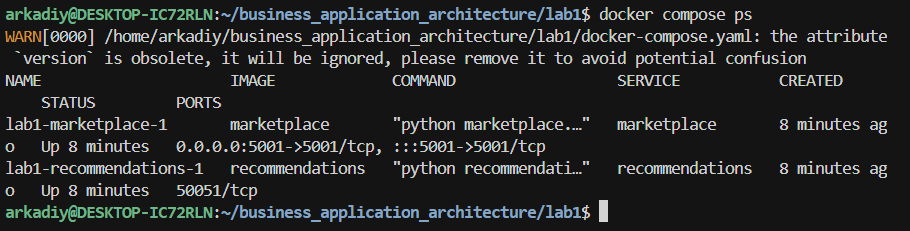 arkadiy@DESKTOP-IC72RLN:~/business_application_architecture/lab1$ docker compose ps
WARN[0000] /home/arkadiy/business_application_architecture/lab1/docker-compose.yaml: the attribute
 `version` is obsolete, it will be ignored, please remove it to avoid potential confusion
NAME                     IMAGE             COMMAND                  SERVICE           CREATED
    STATUS         PORTS
lab1-marketplace-1       marketplace       "python marketplace.…"   marketplace       8 minutes ag
o   Up 8 minutes   0.0.0.0:5001->5001/tcp, :::5001->5001/tcp
lab1-recommendations-1   recommendations   "python recommendati…"   recommendations   8 minutes ag
o   Up 8 minutes   50051/tcp
arkadiy@DESKTOP-IC72RLN:~/business_application_architecture/lab1$